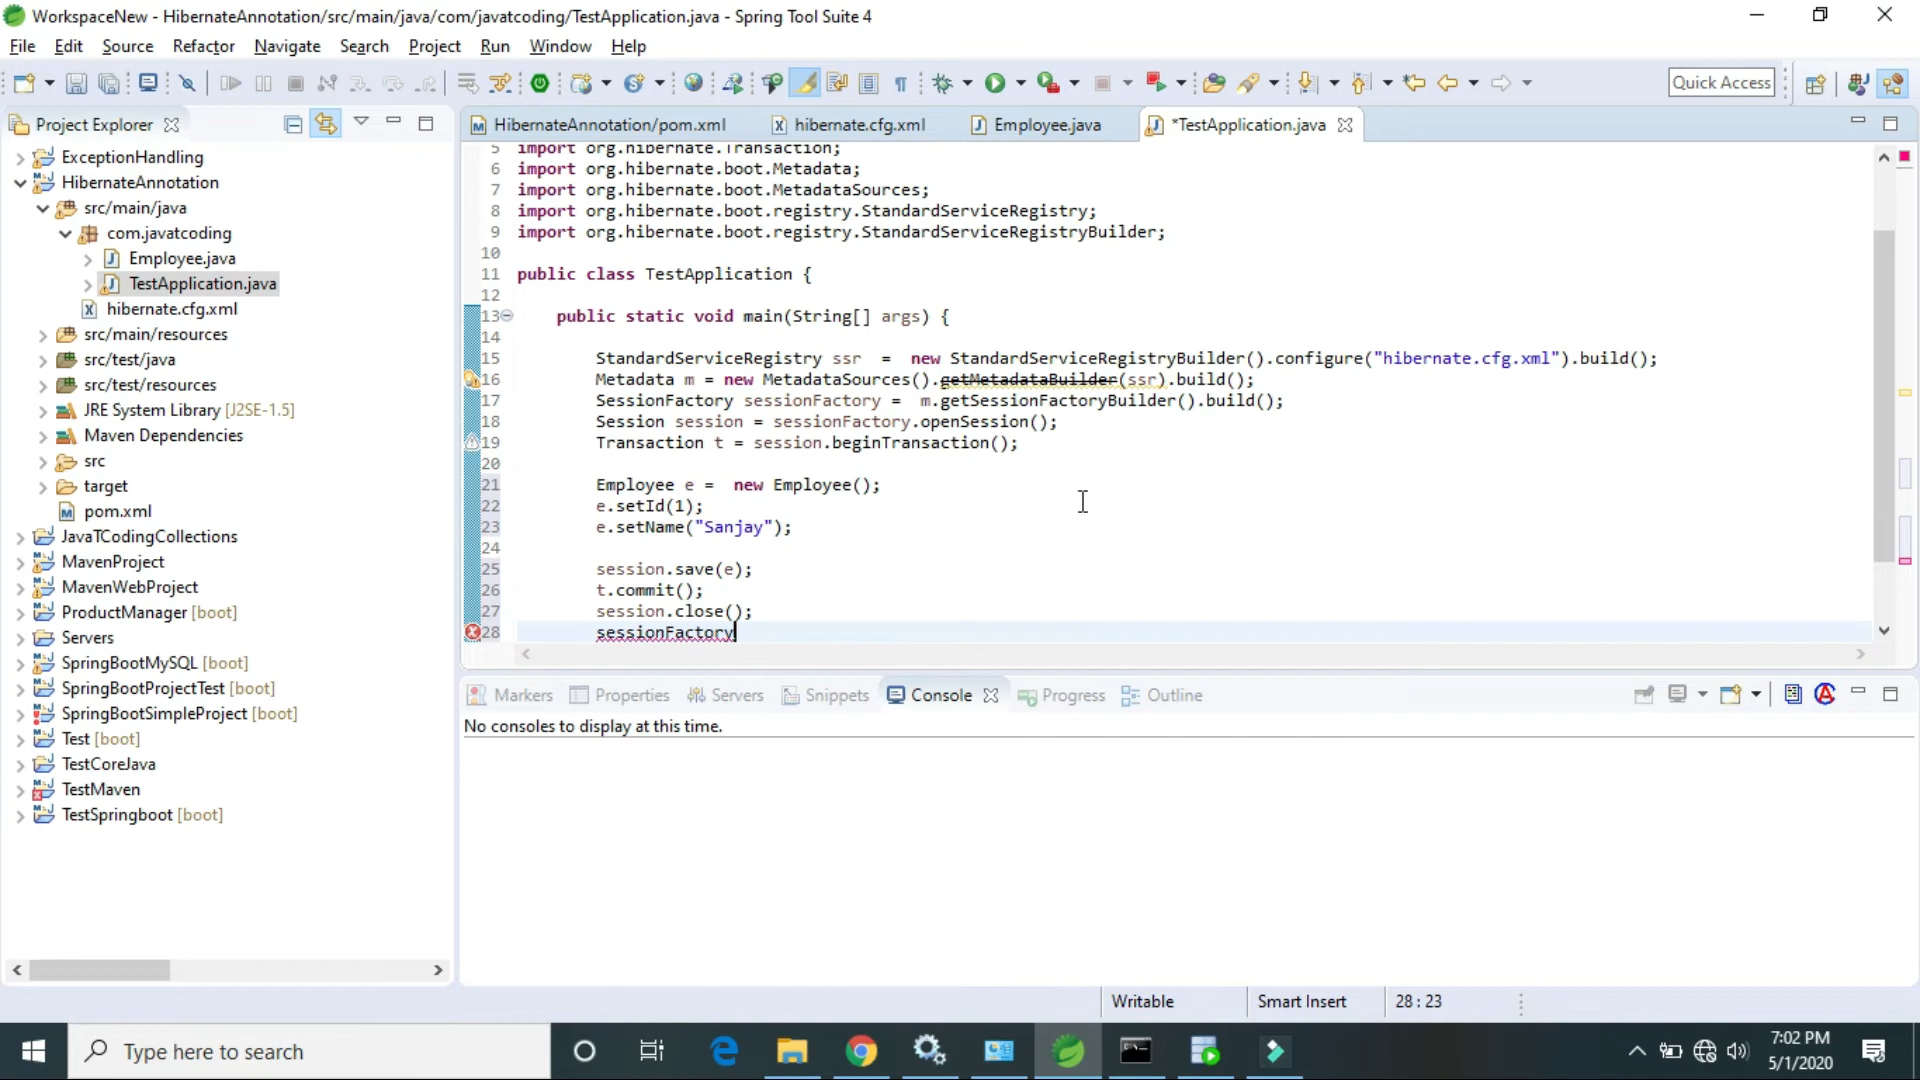 WorkspaceNew - HibernateAnnotation/src/main/java/com/javatcoding/TestApplication.java - Spring Tool Suite 4
File Edit Source Refactor Navigate Search Project Run Window Help
Quick Access
Project Explorer
ExceptionHandling
HibernateAnnotation
src/main/java
com.javatcoding
Employee.java
TestApplication.java
hibernate.cfg.xml
src/main/resources
src/test/java
src/test/resources
JRE System Library [J2SE-1.5]
Maven Dependencies
src
target
pom.xml
JavaTCodingCollections
MavenProject
MavenWebProject
ProductManager [boot]
Servers
SpringBootMySQL [boot]
SpringBootProjectTest [boot]
SpringBootSimpleProject [boot]
Test [boot]
TestCoreJava
TestMaven
TestSpringboot [boot]
HibernateAnnotation/pom.xml hibernate.cfg.xml Employee.java *TestApplication.java
5 import org.hibernate.Transaction;
6 import org.hibernate.boot.Metadata;
7 import org.hibernate.boot.MetadataSources;
8 import org.hibernate.boot.registry.StandardServiceRegistry;
9 import org.hibernate.boot.registry.StandardServiceRegistryBuilder;
10
11 public class TestApplication {
12
13 public static void main(String[] args) {
14
15 StandardServiceRegistry ssr = new StandardServiceRegistryBuilder().configure("hibernate.cfg.xml").build();
16 Metadata m = new MetadataSources().getMetadataBuilder(ssr).build();
17 SessionFactory sessionFactory = m.getSessionFactoryBuilder().build();
18 Session session = sessionFactory.openSession();
19 Transaction t = session.beginTransaction();
20
21 Employee e = new Employee();
22 e.setId(1);
23 e.setName("Sanjay");
24
25 session.save(e);
26 t.commit();
27 session.close();
28 sessionFactory
Markers Properties Servers Snippets Console Progress Outline
No consoles to display at this time.
Writable Smart Insert 28 : 23
Type here to search
7:02 PM
5/1/2020